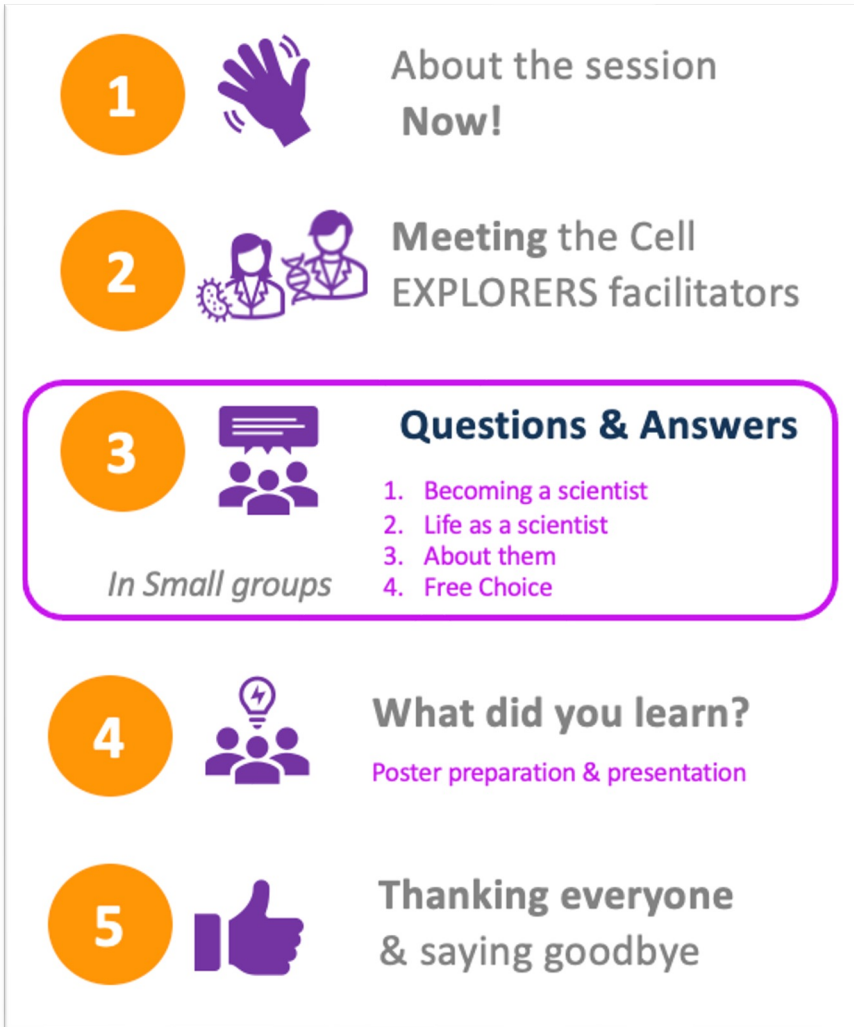 1
About the session
Now!
2
Meeting the Cell
EXPLORERS facilitators
3
In Small groups
Questions & Answers
1. Becoming a scientist
2. Life as a scientist
3. About them
4. Free Choice
4
What did you learn?
Poster preparation & presentation
5
Thanking everyone
& saying goodbye